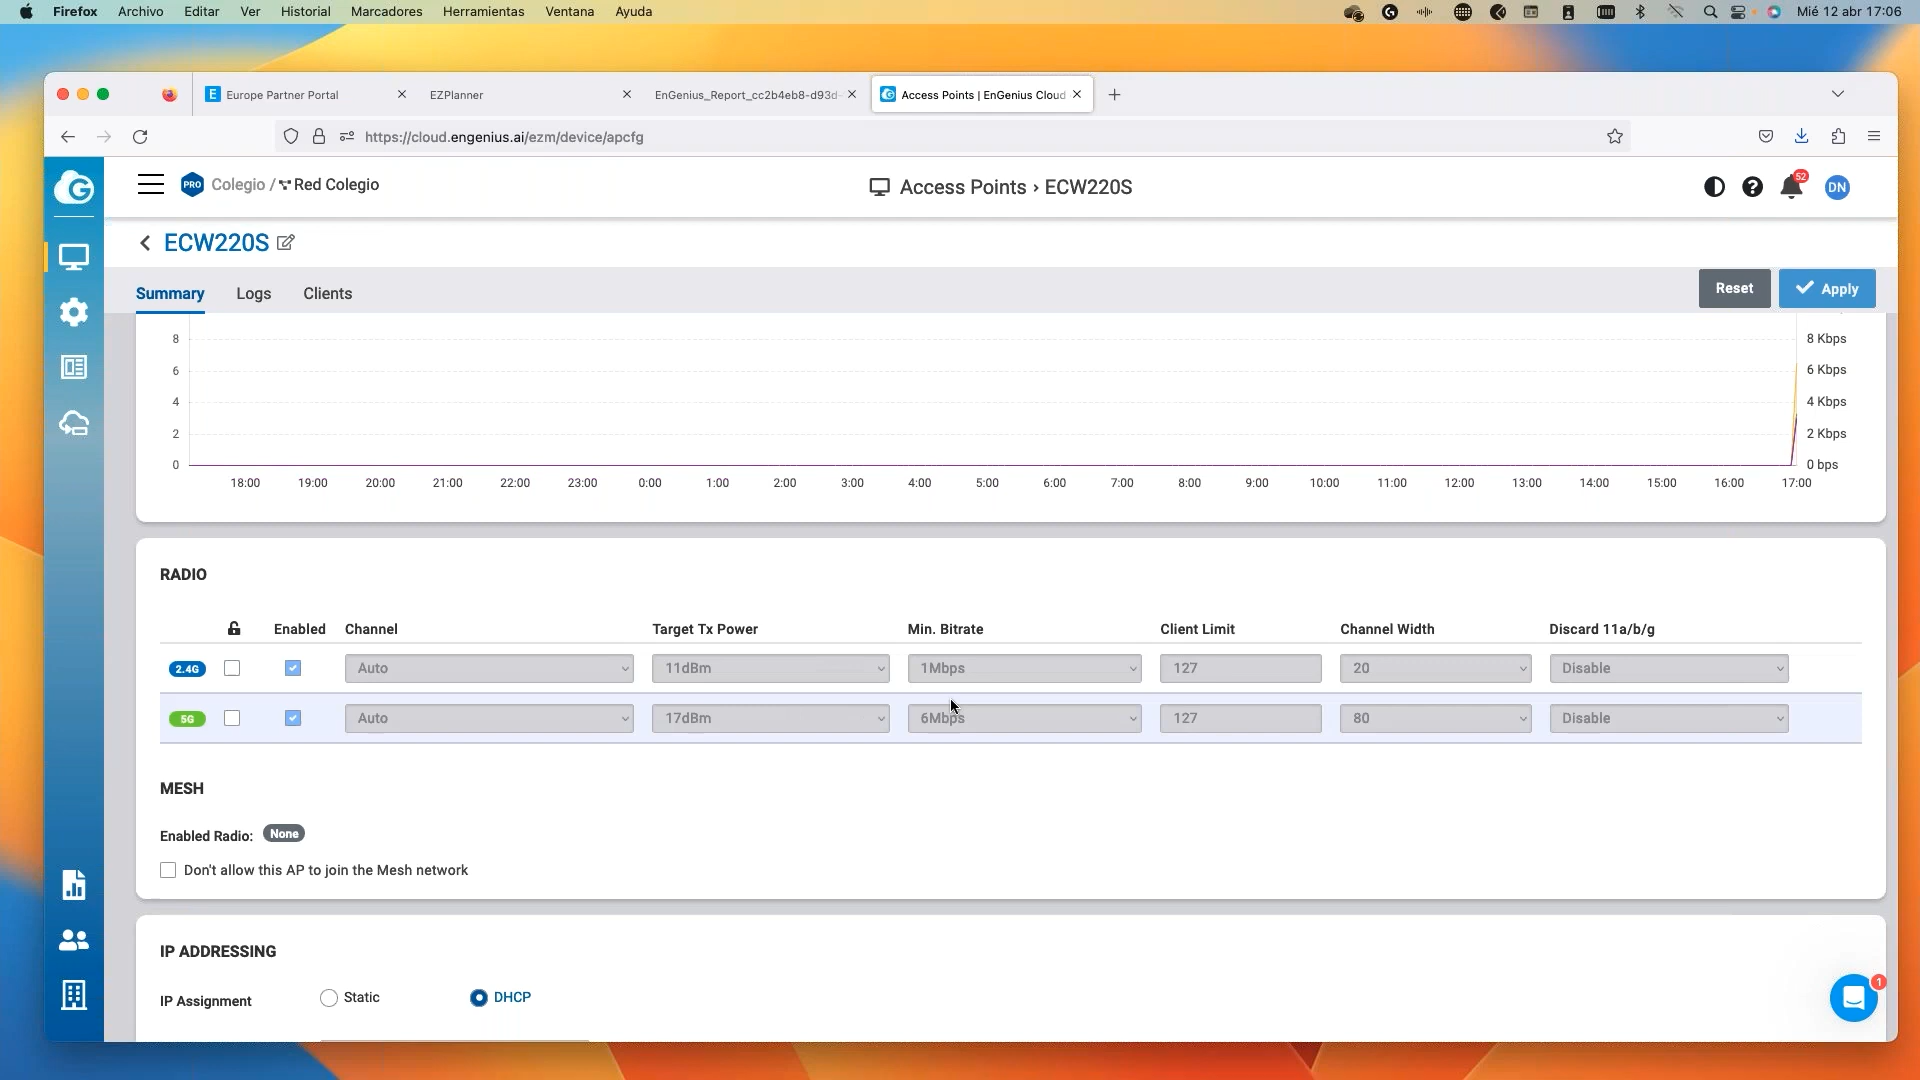 Firefox Archivo Editar Ver Historial Marcadores Herramientas Ventana Ayuda Mié 12 abr 17:06
Europe Partner Portal EZPlanner EnGenius_Report_cc2b4eb8-d93d- Access Points | EnGenius Cloud
https://cloud.engenius.ai/ezm/device/apcfg
PRO Colegio / Red Colegio Access Points › ECW220S 52 DN
ECW220S
Summary Logs Clients Reset Apply
8 8 Kbps
6 6 Kbps
4 4 Kbps
2 2 Kbps
0 0 bps
18:00 19:00 20:00 21:00 22:00 23:00 0:00 1:00 2:00 3:00 4:00 5:00 6:00 7:00 8:00 9:00 10:00 11:00 12:00 13:00 14:00 15:00 16:00 17:00
RADIO
Enabled Channel Target Tx Power Min. Bitrate Client Limit Channel Width Discard 11a/b/g
2.4G Auto 11dBm 1Mbps 127 20 Disable
5G Auto 17dBm 6Mbps 127 80 Disable
MESH
Enabled Radio: None
Don't allow this AP to join the Mesh network
IP ADDRESSING
IP Assignment Static DHCP
1